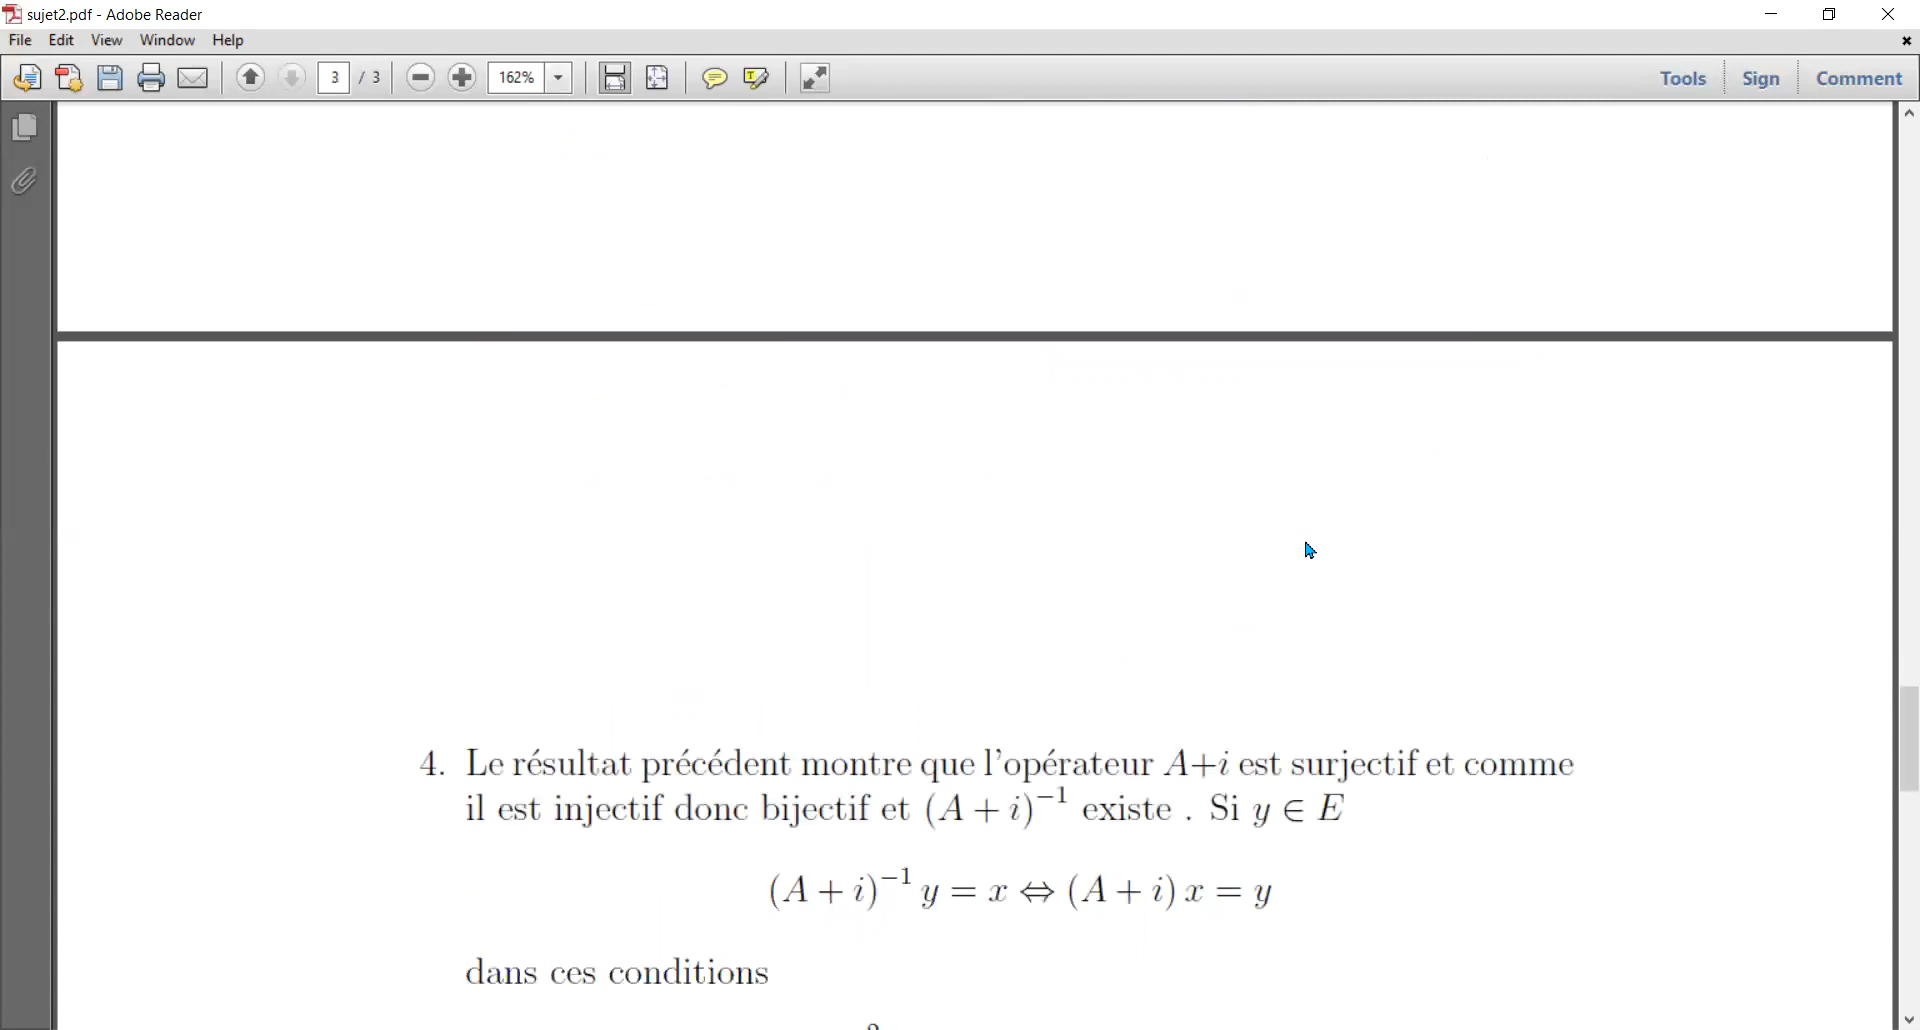 sujet2.pdf - Adobe Reader
File Edit View Window Help
3 / 3 162% Tools Sign Comment
4. Le résultat précédent montre que l'opérateur A+i est surjectif et comme
il est injectif donc bijectif et (A + i)⁻¹ existe . Si y ∈ E
(A + i)⁻¹ y = x ⇔ (A + i) x = y
dans ces conditions